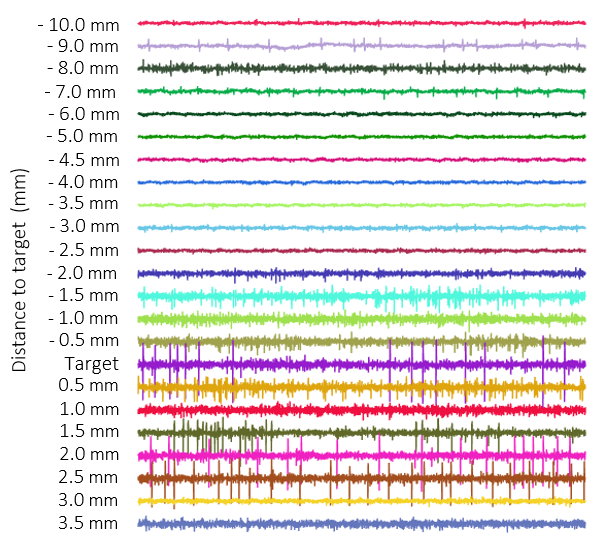 Distance to target (mm)
- 10.0 mm
- 9.0 mm
- 8.0 mm
- 7.0 mm
- 6.0 mm
- 5.0 mm
- 4.5 mm
- 4.0 mm
- 3.5 mm
- 3.0 mm
- 2.5 mm
- 2.0 mm
- 1.5 mm
- 1.0 mm
- 0.5 mm
Target
0.5 mm
1.0 mm
1.5 mm
2.0 mm
2.5 mm
3.0 mm
3.5 mm